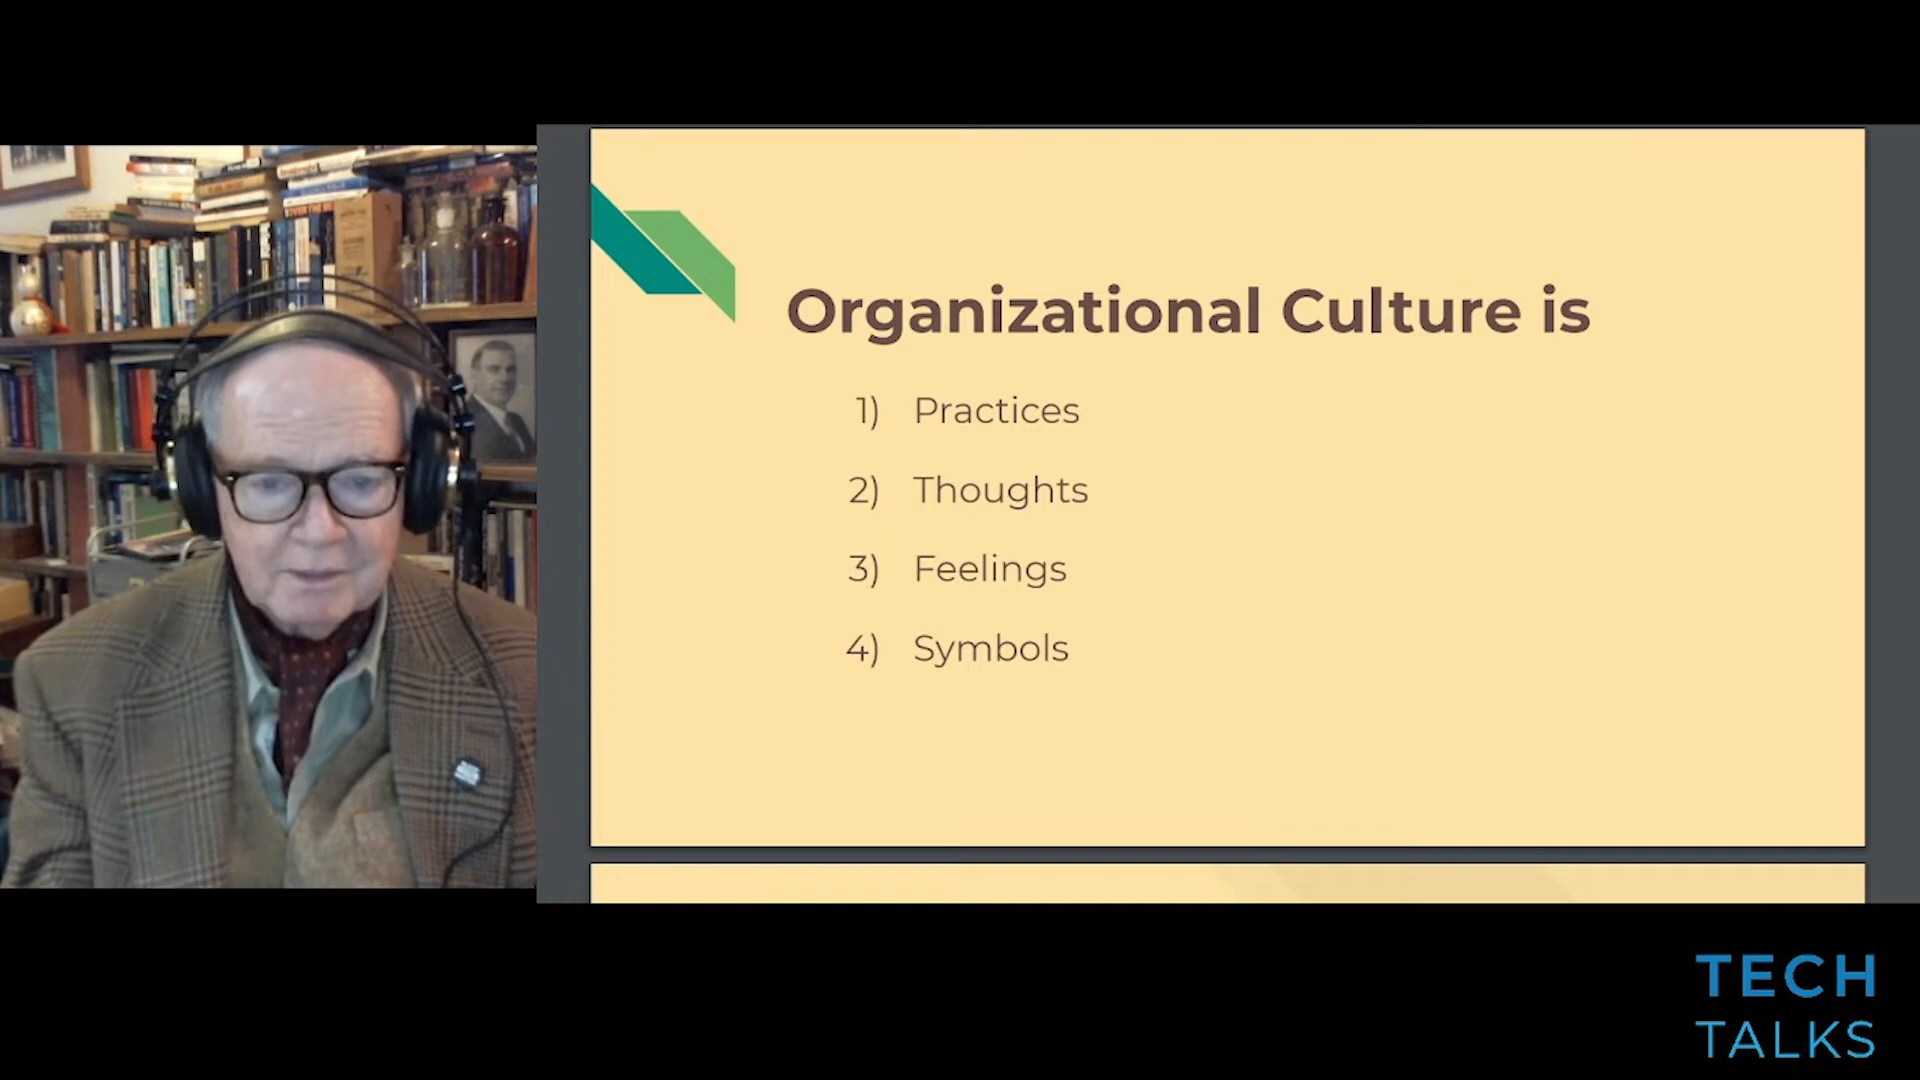 Organizational Culture is
1) Practices
2) Thoughts
3) Feelings
4) Symbols
TECH
TALKS